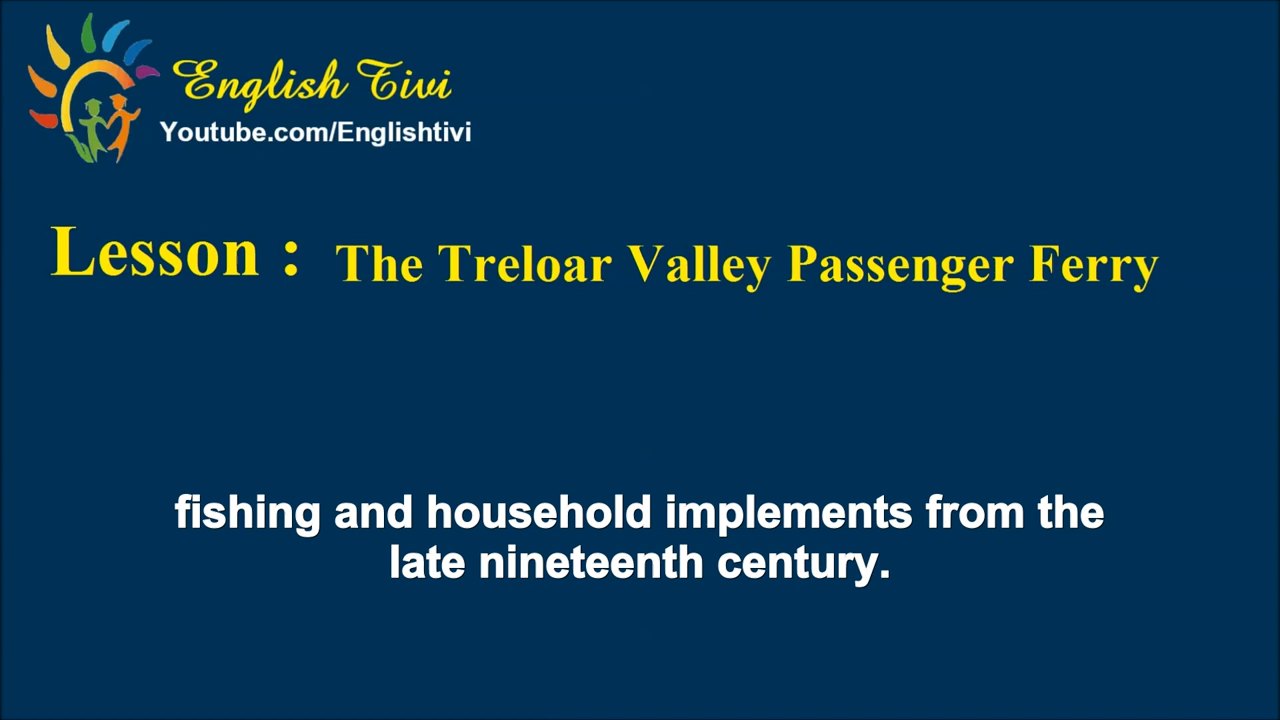 English Tivi
Youtube.com/Englishtivi
Lesson : The Treloar Valley Passenger Ferry
fishing and household implements from the
late nineteenth century.